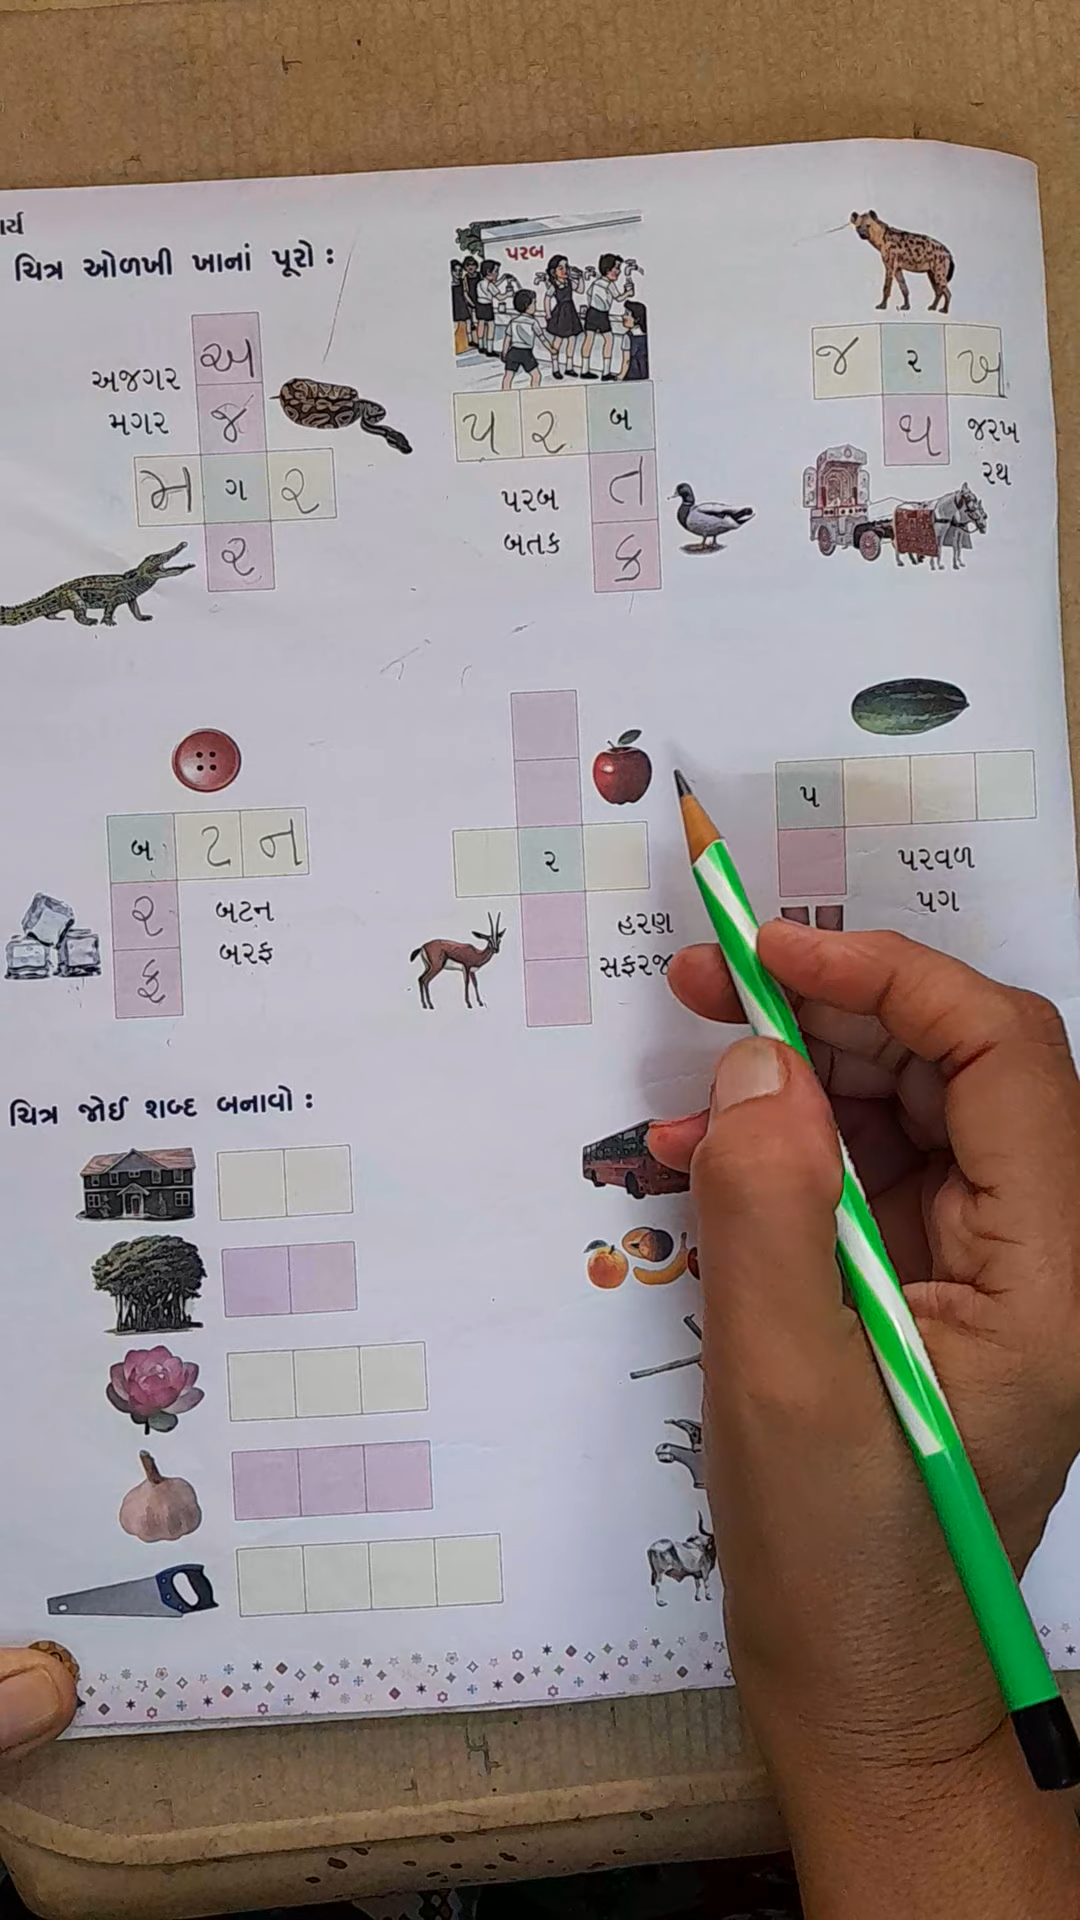 ચિત્ર ઓળખી ખાનાં પૂરો :
અ
અજગર
જ
મગર
મ ગ ર
ર
પરબ
પ ર બ
ત
ક
પરબ
બતક
જ ર ખ
થ
જરખ
રથ
બ ટ ન
ર
ફ
બટન
બરફ
ર
હરણ
પ
પરવળ
પગ
ચિત્ર જોઈ શબ્દ બનાવો :